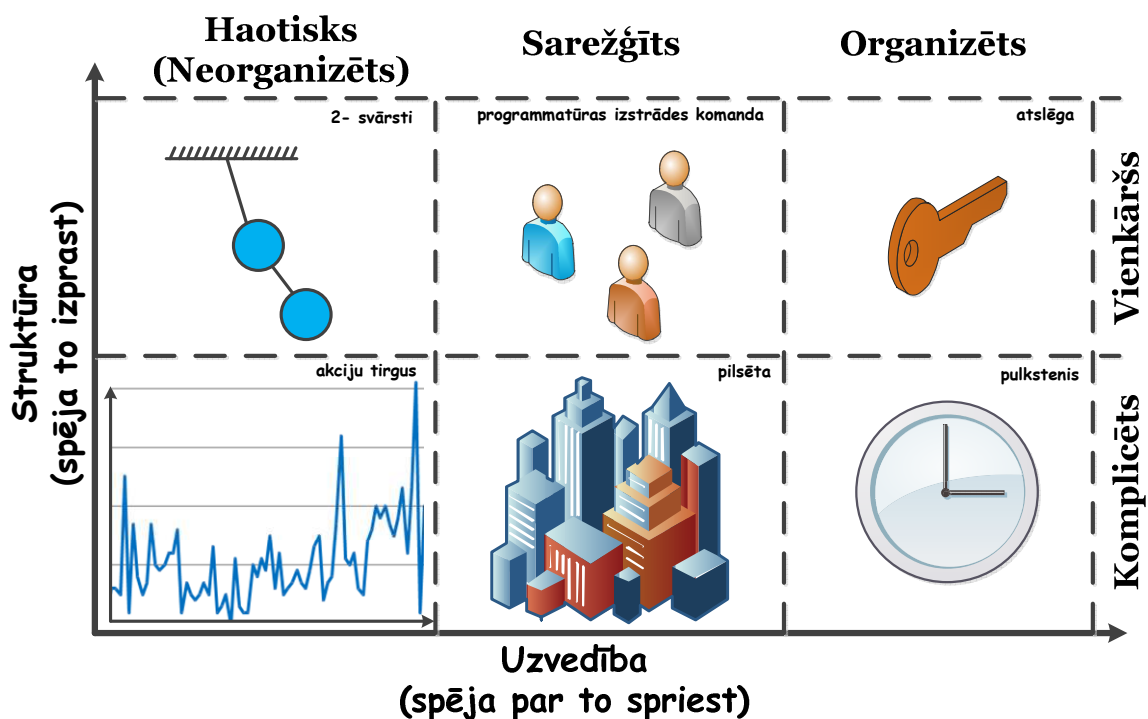 Haotisks
(Neorganizēts)
Sarežģīts
Organizēts
2- svārsti
programmatūras izstrādes komanda
atslēga
Vienkāršs
Struktūra
(spēja to izprast)
akciju tirgus
pilsēta
pulkstenis
Komplicēts
Uzvedība
(spēja par to spriest)